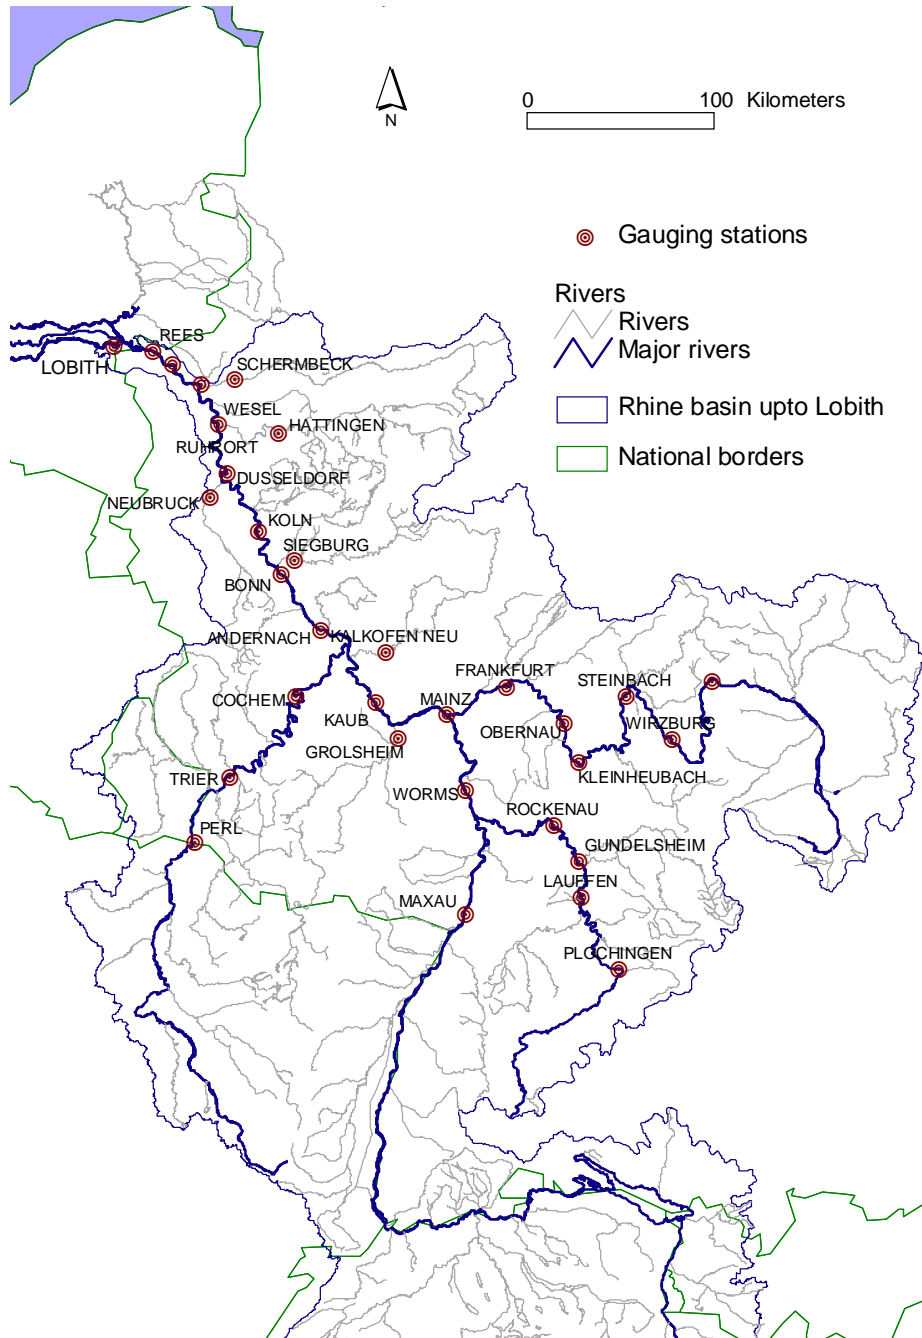 0 100 Kilometers
N
Gauging stations
Rivers
Rivers
Major rivers
REES
LOBITH
SCHERMBECK
Rhine basin upto Lobith
WESEL
HATTINGEN
RUHRORT
National borders
DUSSELDORF
NEUBRUCK
KOLN
SIEGBURG
BONN
ANDERNACH
KALKOFEN NEU
FRANKFURT
STEINBACH
COCHEM
MAINZ
KAUB
OBERNAU
WIRZBURG
GROLSHEIM
TRIER
KLEINHEUBACH
WORMS
ROCKENAU
PERL
GUNDELSHEIM
LAUFFEN
MAXAU
PLOCHINGEN